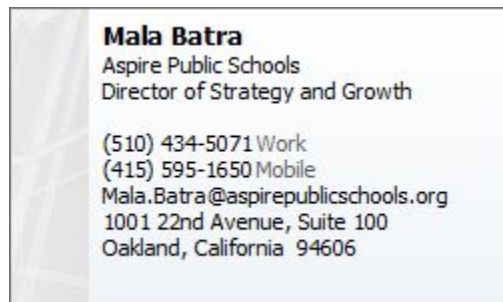 Mala Batra
Aspire Public Schools
Director of Strategy and Growth
(510) 434-5071 Work
(415) 595-1650 Mobile
Mala.Batra@aspirepublicschools.org
1001 22nd Avenue, Suite 100
Oakland, California 94606